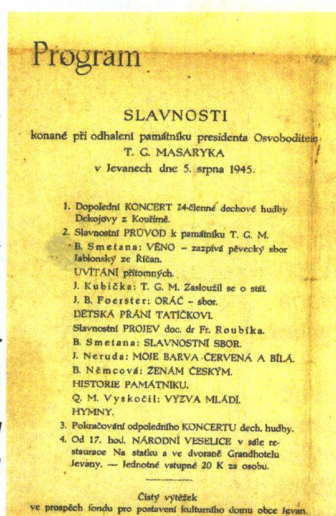 Program
SLAVNOSTI
konané při odhalení památníku presidenta Osvoboditele
T. G. MASARYKA
v Jevanech dne 5. srpna 1945.
1. Dopolední KONCERT 24-členné dechové hudby
Dekojovy z Kouřimě.
2. Slavnostní PRŮVOD k památníku T. G. M.
B. Smetana: VĚNO – zazpívá pěvecký sbor
Jablonský ze Říčan.
UVÍTÁNÍ přítomných.
J. Kubička: T. G. M. Zasloužil se o stát.
J. B. Foerster: ORÁČ – sbor.
DĚTSKÁ PŘÁNÍ TATÍČKOVI.
Slavnostní PROJEV doc. dr Fr. Roubíka.
B. Smetana: SLAVNOSTNÍ SBOR.
J. Neruda: MOJE BARVA ČERVENÁ A BÍLÁ.
B. Němcová: ŽENÁM ČESKÝM.
HISTORIE PAMÁTNÍKU.
Q. M. Vyskočil: VÝZVA MLÁDÍ.
HYMNY.
3. Pokračování odpoledního KONCERTU dech. hudby.
4. Od 17. hod. NÁRODNÍ VESELICE v sále re-
staurace Na statku a ve dvoraně Grandhotelu
Jevany. — Jednotné vstupné 20 K za osobu.
Čistý výtěžek
ve prospěch fondu pro postavení kulturního domu obce Jevan.